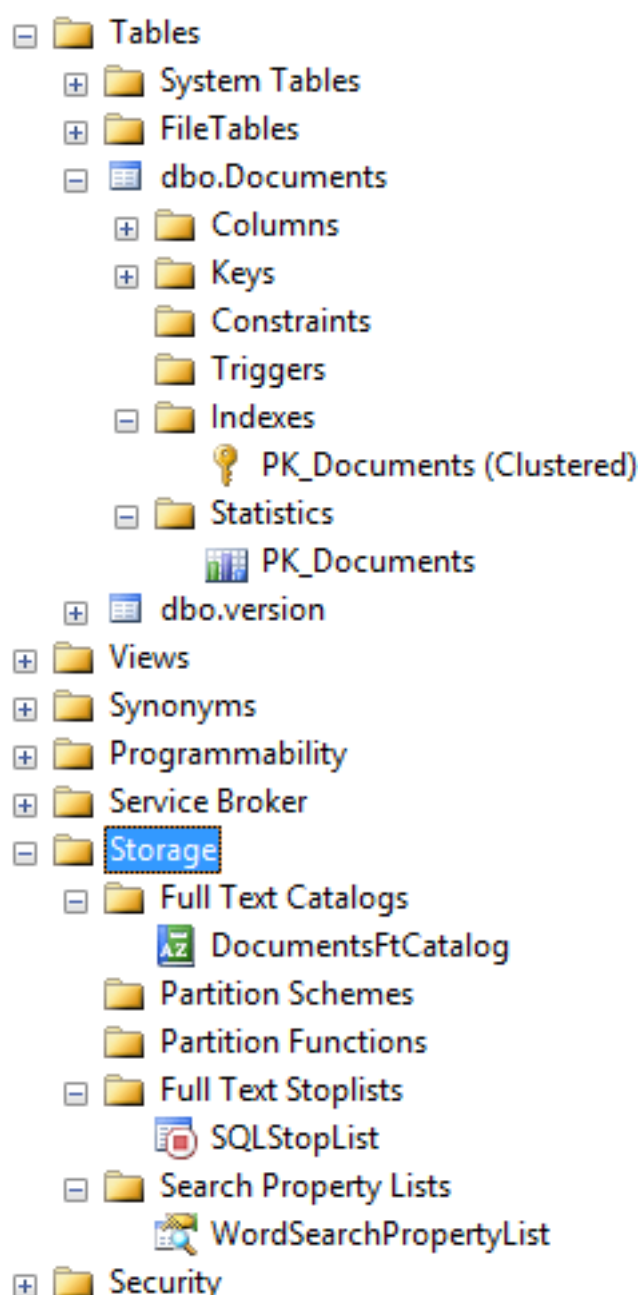 Tables
System Tables
FileTables
dbo.Documents
Columns
Keys
Constraints
Triggers
Indexes
PK_Documents (Clustered)
Statistics
PK_Documents
dbo.version
Views
Synonyms
Programmability
Service Broker
Storage
Full Text Catalogs
DocumentsFtCatalog
Partition Schemes
Partition Functions
Full Text Stoplists
SQLStopList
Search Property Lists
WordSearchPropertyList
Security